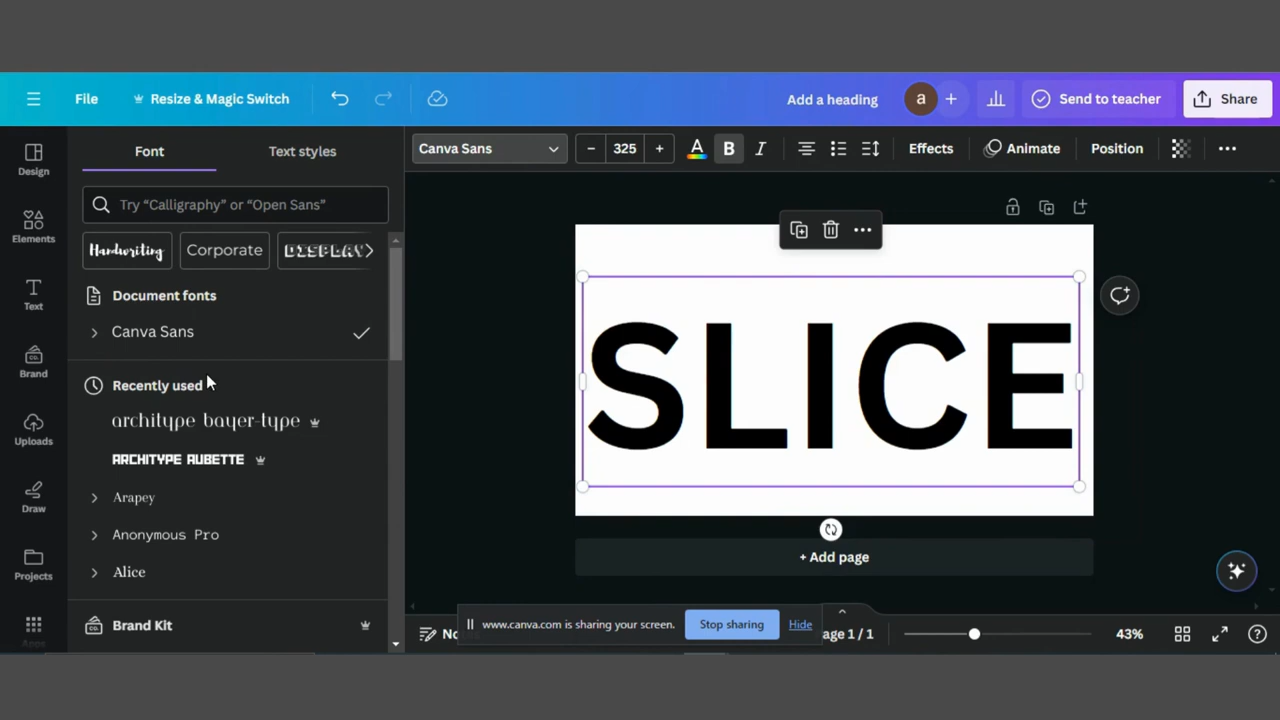 File
Resize & Magic Switch
Add a heading
a
Send to teacher
Share
Design
Elements
Text
Brand
CO.
Uploads
Draw
Projects
Apps
Font
Text styles
Try “Calligraphy” or “Open Sans”
Handwriting
Corporate
DISPLAY
Document fonts
Canva Sans
Recently used
architype bayer-type
ARCHITYPE AUBETTE
Arapey
Anonymous Pro
Alice
Brand Kit
Canva Sans
– 325 +
A
B
I
Effects
Animate
Position
SLICE
+ Add page
www.canva.com is sharing your screen.
Stop sharing
Hide
age 1 / 1
43%